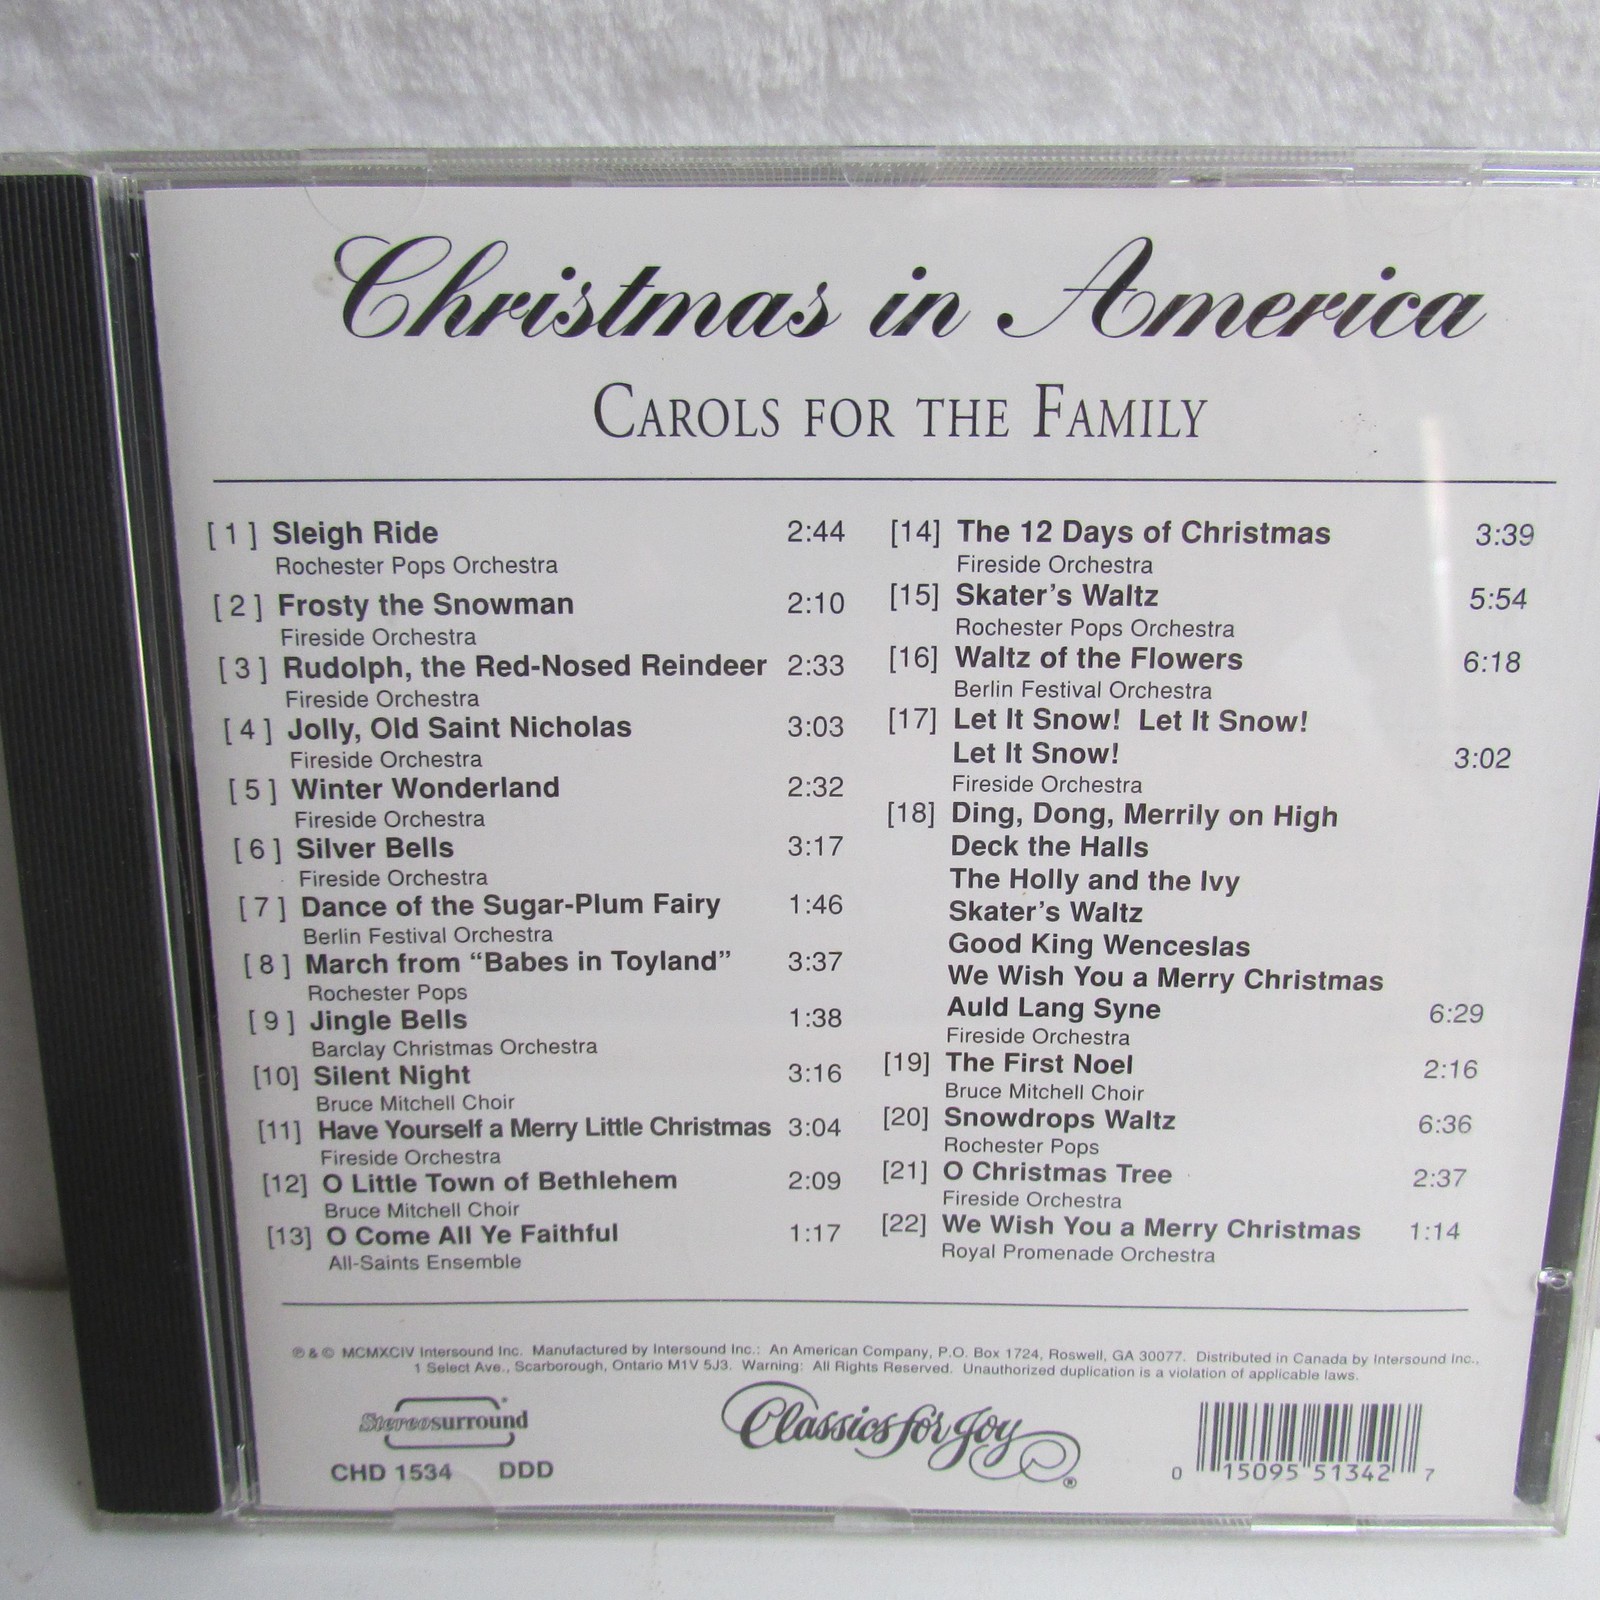 Christmas in America
CAROLS FOR THE FAMILY
[ 1 ] Sleigh Ride 2:44
Rochester Pops Orchestra
[ 2 ] Frosty the Snowman 2:10
Fireside Orchestra
[ 3 ] Rudolph, the Red-Nosed Reindeer 2:33
Fireside Orchestra
[ 4 ] Jolly, Old Saint Nicholas 3:03
Fireside Orchestra
[ 5 ] Winter Wonderland 2:32
Fireside Orchestra
[ 6 ] Silver Bells 3:17
Fireside Orchestra
[ 7 ] Dance of the Sugar-Plum Fairy 1:46
Berlin Festival Orchestra
[ 8 ] March from “Babes in Toyland” 3:37
Rochester Pops
[ 9 ] Jingle Bells 1:38
Barclay Christmas Orchestra
[10] Silent Night 3:16
Bruce Mitchell Choir
[11] Have Yourself a Merry Little Christmas 3:04
Fireside Orchestra
[12] O Little Town of Bethlehem 2:09
Bruce Mitchell Choir
[13] O Come All Ye Faithful 1:17
All-Saints Ensemble
[14] The 12 Days of Christmas 3:39
Fireside Orchestra
[15] Skater’s Waltz 5:54
Rochester Pops Orchestra
[16] Waltz of the Flowers 6:18
Berlin Festival Orchestra
[17] Let It Snow! Let It Snow!
Let It Snow! 3:02
Fireside Orchestra
[18] Ding, Dong, Merrily on High
Deck the Halls
The Holly and the Ivy
Skater’s Waltz
Good King Wenceslas
We Wish You a Merry Christmas
Auld Lang Syne 6:29
Fireside Orchestra
[19] The First Noel 2:16
Bruce Mitchell Choir
[20] Snowdrops Waltz 6:36
Rochester Pops
[21] O Christmas Tree 2:37
Fireside Orchestra
[22] We Wish You a Merry Christmas 1:14
Royal Promenade Orchestra
℗ & © MCMXCIV Intersound Inc. Manufactured by Intersound Inc.: An American Company, P.O. Box 1724, Roswell, GA 30077. Distributed in Canada by Intersound Inc.,
1 Select Ave., Scarborough, Ontario M1V 5J3. Warning: All Rights Reserved. Unauthorized duplication is a violation of applicable laws.
Stereosurround
CHD 1534 DDD
Classics for Joy ®
0 15095 51342 7